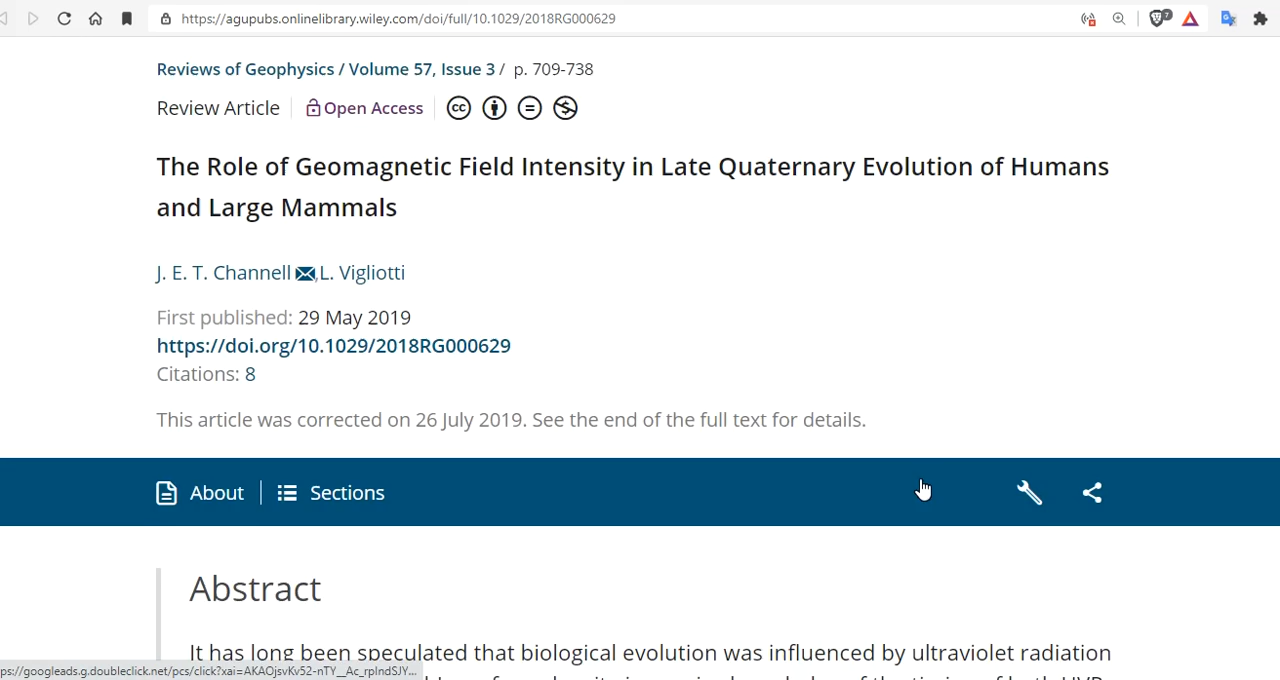 https://agupubs.onlinelibrary.wiley.com/doi/full/10.1029/2018RG000629
7
Reviews of Geophysics / Volume 57, Issue 3 / p. 709-738
Review Article Open Access cc
The Role of Geomagnetic Field Intensity in Late Quaternary Evolution of Humans
and Large Mammals
J. E. T. Channell, L. Vigliotti
First published: 29 May 2019
https://doi.org/10.1029/2018RG000629
Citations: 8
This article was corrected on 26 July 2019. See the end of the full text for details.
About Sections
Abstract
It has long been speculated that biological evolution was influenced by ultraviolet radiation